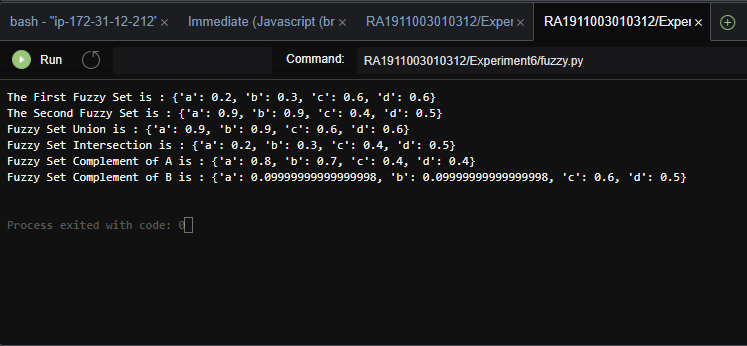 bash - "ip-172-31-12-212" × Immediate (Javascript (br × RA1911003010312/Exper × RA1911003010312/Exper ×
Run Command: RA1911003010312/Experiment6/fuzzy.py
The First Fuzzy Set is : {'a': 0.2, 'b': 0.3, 'c': 0.6, 'd': 0.6}
The Second Fuzzy Set is : {'a': 0.9, 'b': 0.9, 'c': 0.4, 'd': 0.5}
Fuzzy Set Union is : {'a': 0.9, 'b': 0.9, 'c': 0.6, 'd': 0.6}
Fuzzy Set Intersection is : {'a': 0.2, 'b': 0.3, 'c': 0.4, 'd': 0.5}
Fuzzy Set Complement of A is : {'a': 0.8, 'b': 0.7, 'c': 0.4, 'd': 0.4}
Fuzzy Set Complement of B is : {'a': 0.09999999999999998, 'b': 0.09999999999999998, 'c': 0.6, 'd': 0.5}
Process exited with code: 0